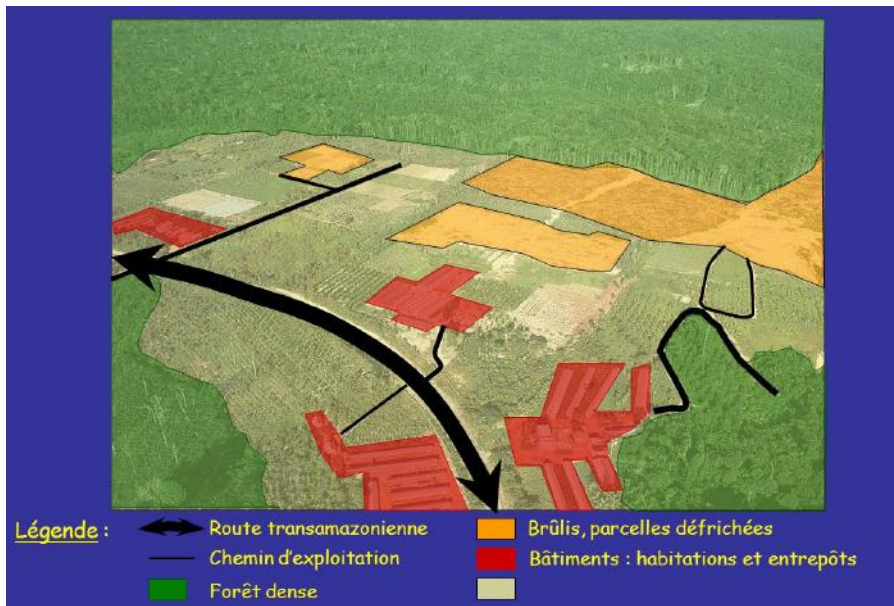 Légende :
Route transamazonienne
Brûlis, parcelles défrichées
Chemin d'exploitation
Bâtiments : habitations et entrepôts
Forêt dense